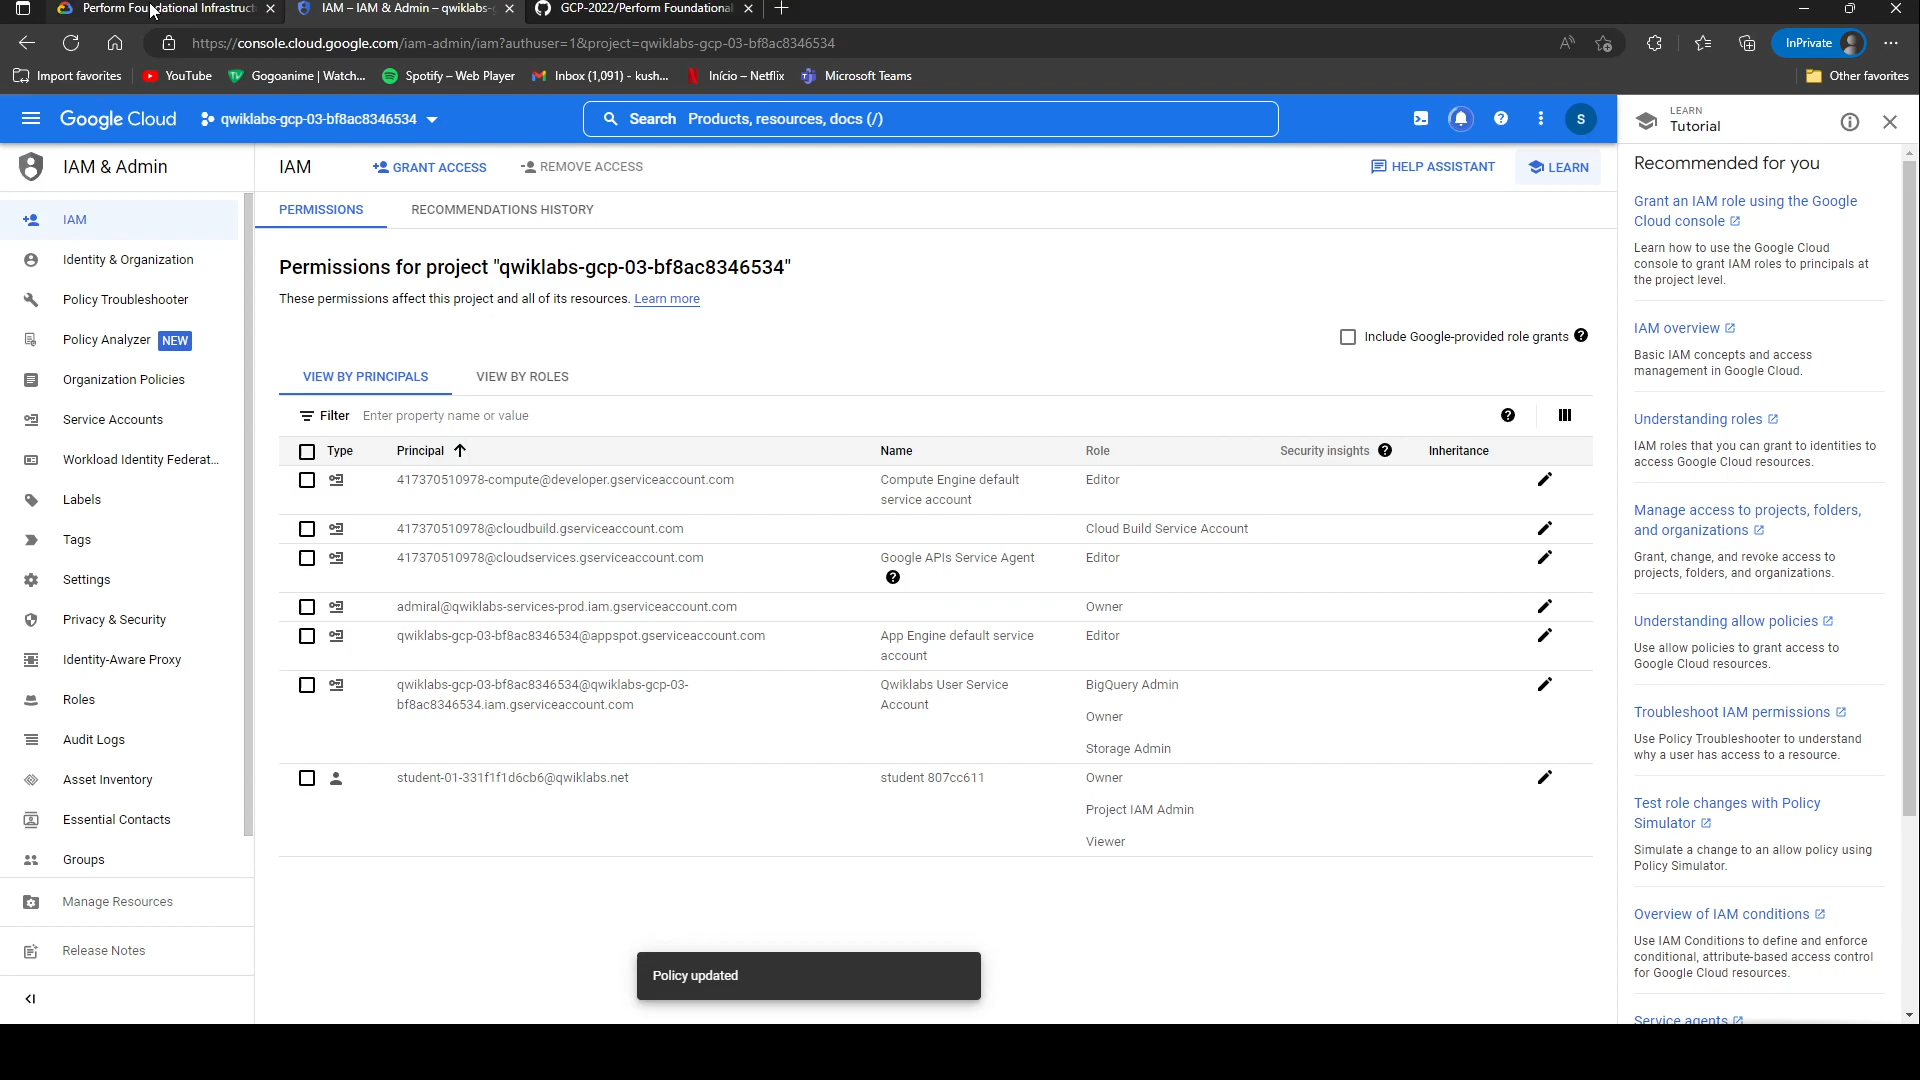 Perform Foundational Infrastruct
IAM – IAM & Admin – qwiklabs-
GCP-2022/Perform Foundational
https://console.cloud.google.com/iam-admin/iam?authuser=1&project=qwiklabs-gcp-03-bf8ac8346534
InPrivate
Import favorites
YouTube
Gogoanime | Watch...
Spotify – Web Player
Inbox (1,091) - kush...
Início – Netflix
Microsoft Teams
Other favorites
Google Cloud
qwiklabs-gcp-03-bf8ac8346534
Search Products, resources, docs (/)
S
LEARN
Tutorial
IAM & Admin
IAM
GRANT ACCESS
REMOVE ACCESS
HELP ASSISTANT
LEARN
IAM
Identity & Organization
Policy Troubleshooter
Policy Analyzer NEW
Organization Policies
Service Accounts
Workload Identity Federat...
Labels
Tags
Settings
Privacy & Security
Identity-Aware Proxy
Roles
Audit Logs
Asset Inventory
Essential Contacts
Groups
Manage Resources
Release Notes
PERMISSIONS
RECOMMENDATIONS HISTORY
Permissions for project "qwiklabs-gcp-03-bf8ac8346534"
These permissions affect this project and all of its resources. Learn more
Include Google-provided role grants
VIEW BY PRINCIPALS
VIEW BY ROLES
Filter Enter property name or value
Type Principal Name Role Security insights Inheritance
417370510978-compute@developer.gserviceaccount.com Compute Engine default Editor
service account
417370510978@cloudbuild.gserviceaccount.com Cloud Build Service Account
417370510978@cloudservices.gserviceaccount.com Google APIs Service Agent Editor
admiral@qwiklabs-services-prod.iam.gserviceaccount.com Owner
qwiklabs-gcp-03-bf8ac8346534@appspot.gserviceaccount.com App Engine default service Editor
account
qwiklabs-gcp-03-bf8ac8346534@qwiklabs-gcp-03- Qwiklabs User Service BigQuery Admin
bf8ac8346534.iam.gserviceaccount.com Account Owner
Storage Admin
student-01-331f1f1d6cb6@qwiklabs.net student 807cc611 Owner
Project IAM Admin
Viewer
Policy updated
Recommended for you
Grant an IAM role using the Google
Cloud console
Learn how to use the Google Cloud
console to grant IAM roles to principals at
the project level.
IAM overview
Basic IAM concepts and access
management in Google Cloud.
Understanding roles
IAM roles that you can grant to identities to
access Google Cloud resources.
Manage access to projects, folders,
and organizations
Grant, change, and revoke access to
projects, folders, and organizations.
Understanding allow policies
Use allow policies to grant access to
Google Cloud resources.
Troubleshoot IAM permissions
Use Policy Troubleshooter to understand
why a user has access to a resource.
Test role changes with Policy
Simulator
Simulate a change to an allow policy using
Policy Simulator.
Overview of IAM conditions
Use IAM Conditions to define and enforce
conditional, attribute-based access control
for Google Cloud resources.
Service agents